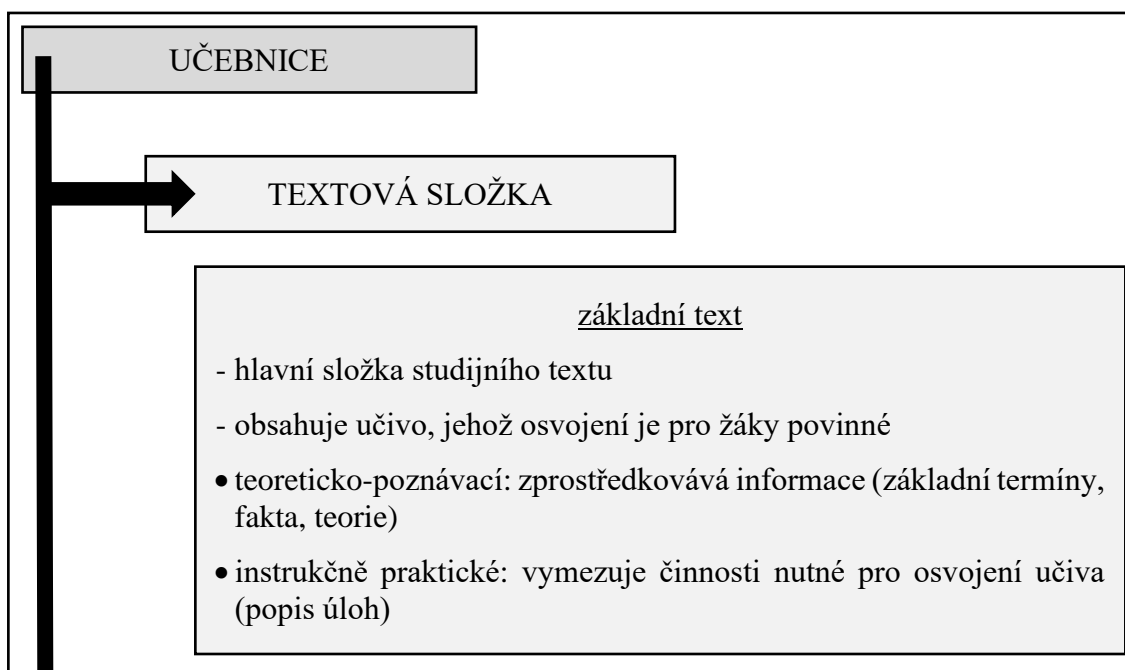 UČEBNICE
TEXTOVÁ SLOŽKA
základní text
- hlavní složka studijního textu
- obsahuje učivo, jehož osvojení je pro žáky povinné
• teoreticko-poznávací: zprostředkovává informace (základní termíny,
fakta, teorie)
• instrukčně praktické: vymezuje činnosti nutné pro osvojení učiva
(popis úloh)